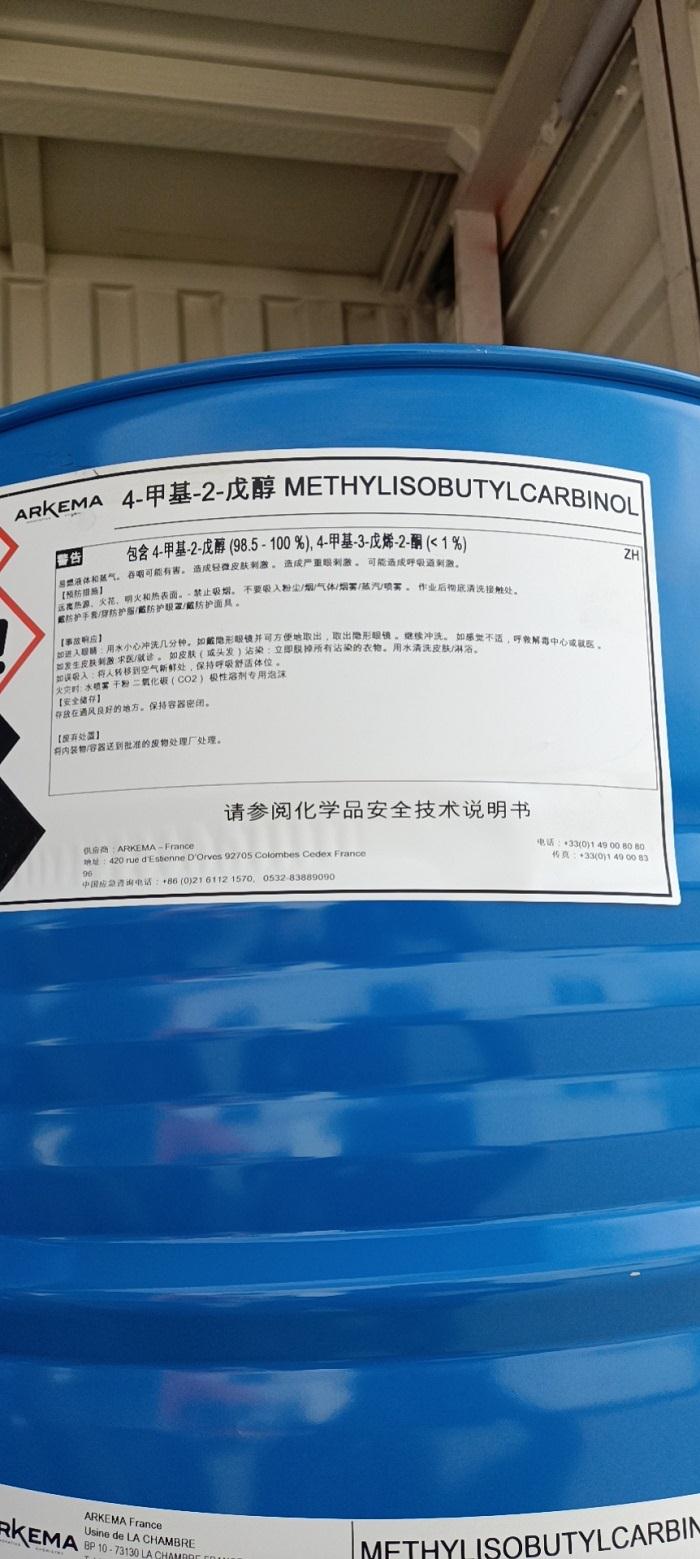 ARKEMA 4-甲基-2-戊醇 METHYLISOBUTYLCARBINOL
警告 包含 4-甲基-2-戊醇 (98.5 - 100 %), 4-甲基-3-戊烯-2-酮 (< 1 %) ZH
易燃液体和蒸气。 吞咽可能有害。 造成轻微皮肤刺激 。 造成严重眼刺激 。 可能造成呼吸道刺激。
【预防措施】
远离热源、火花、明火和热表面。- 禁止吸烟。 不要吸入粉尘/烟/气体/烟雾/蒸汽/喷雾 。 作业后彻底清洗接触处。
戴防护手套/穿防护服/戴防护眼罩/戴防护面具 。
【事故响应】
如进入眼睛：用水小心冲洗几分钟。如戴隐形眼镜并可方便地取出，取出隐形眼镜 。继续冲洗。 如感觉不适，呼救解毒中心或就医 。
如发生皮肤刺激 求医/就诊 。 如皮肤（ 或头发 ）沾染：立即脱掉所有沾染的衣物。用水清洗皮肤/淋浴。
如误吸入：将人转移到空气新鲜处，保持呼吸舒适体位 。
火灾时: 水喷雾 干粉 二氧化碳（ CO2 ） 极性溶剂专用泡沫
【安全储存】
存放在通风良好的地方。保持容器密闭。
【废弃处置】
将内装物/容器送到批准的废物处理厂处理。
请参阅化学品安全技术说明书
供应商：ARKEMA – France 电话：+33(0)1 49 00 80 80
地址：420 rue d'Estienne D'Orves 92705 Colombes Cedex France 传真：+33(0)1 49 00 83
96
中国应急咨询电话：+86 (0)21 6112 1570, 0532-83889090
ARKEMA France
RKEMA Usine de LA CHAMBRE
BP 10 - 73130 LA CHAMBRE METHYLISOBUTYLCARBIN